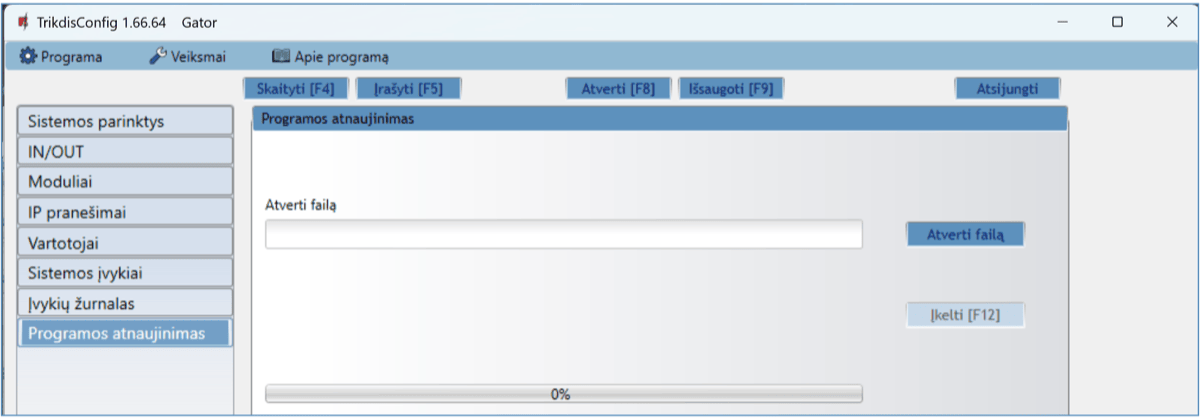 TrikdisConfig 1.66.64 Gator
Programa Veiksmai Apie programą
Skaityti [F4] Įrašyti [F5] Atverti [F8] Išsaugoti [F9] Atsijungti
Sistemos parinktys
IN/OUT
Moduliai
IP pranešimai
Vartotojai
Sistemos įvykiai
Įvykių žurnalas
Programos atnaujinimas
Programos atnaujinimas
Atverti failą
Atverti failą
Įkelti [F12]
0%